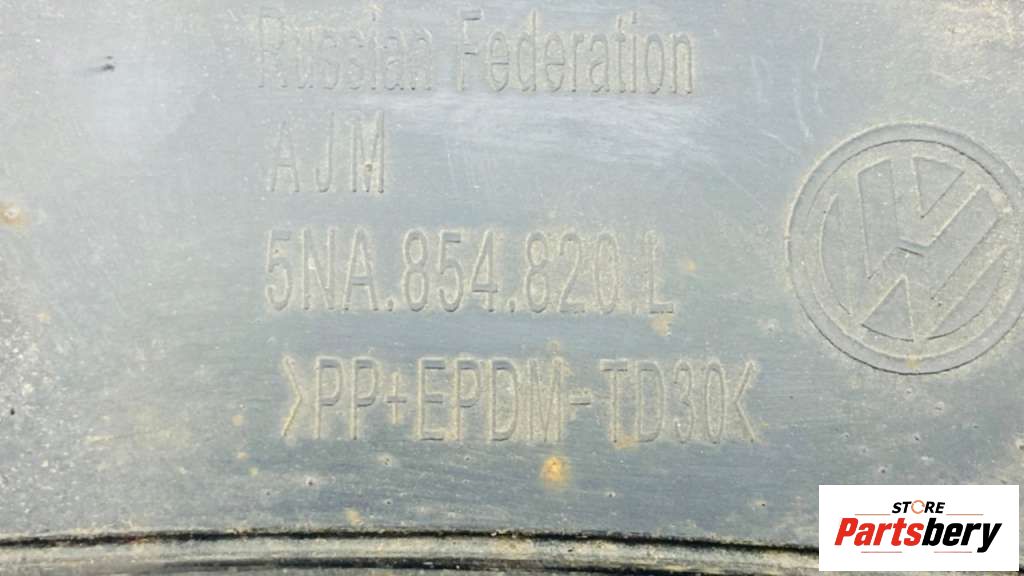 Russian Federation
AJM
5NA.854.820.L
>PP+EPDM-TD30<
STORE
Partsbery